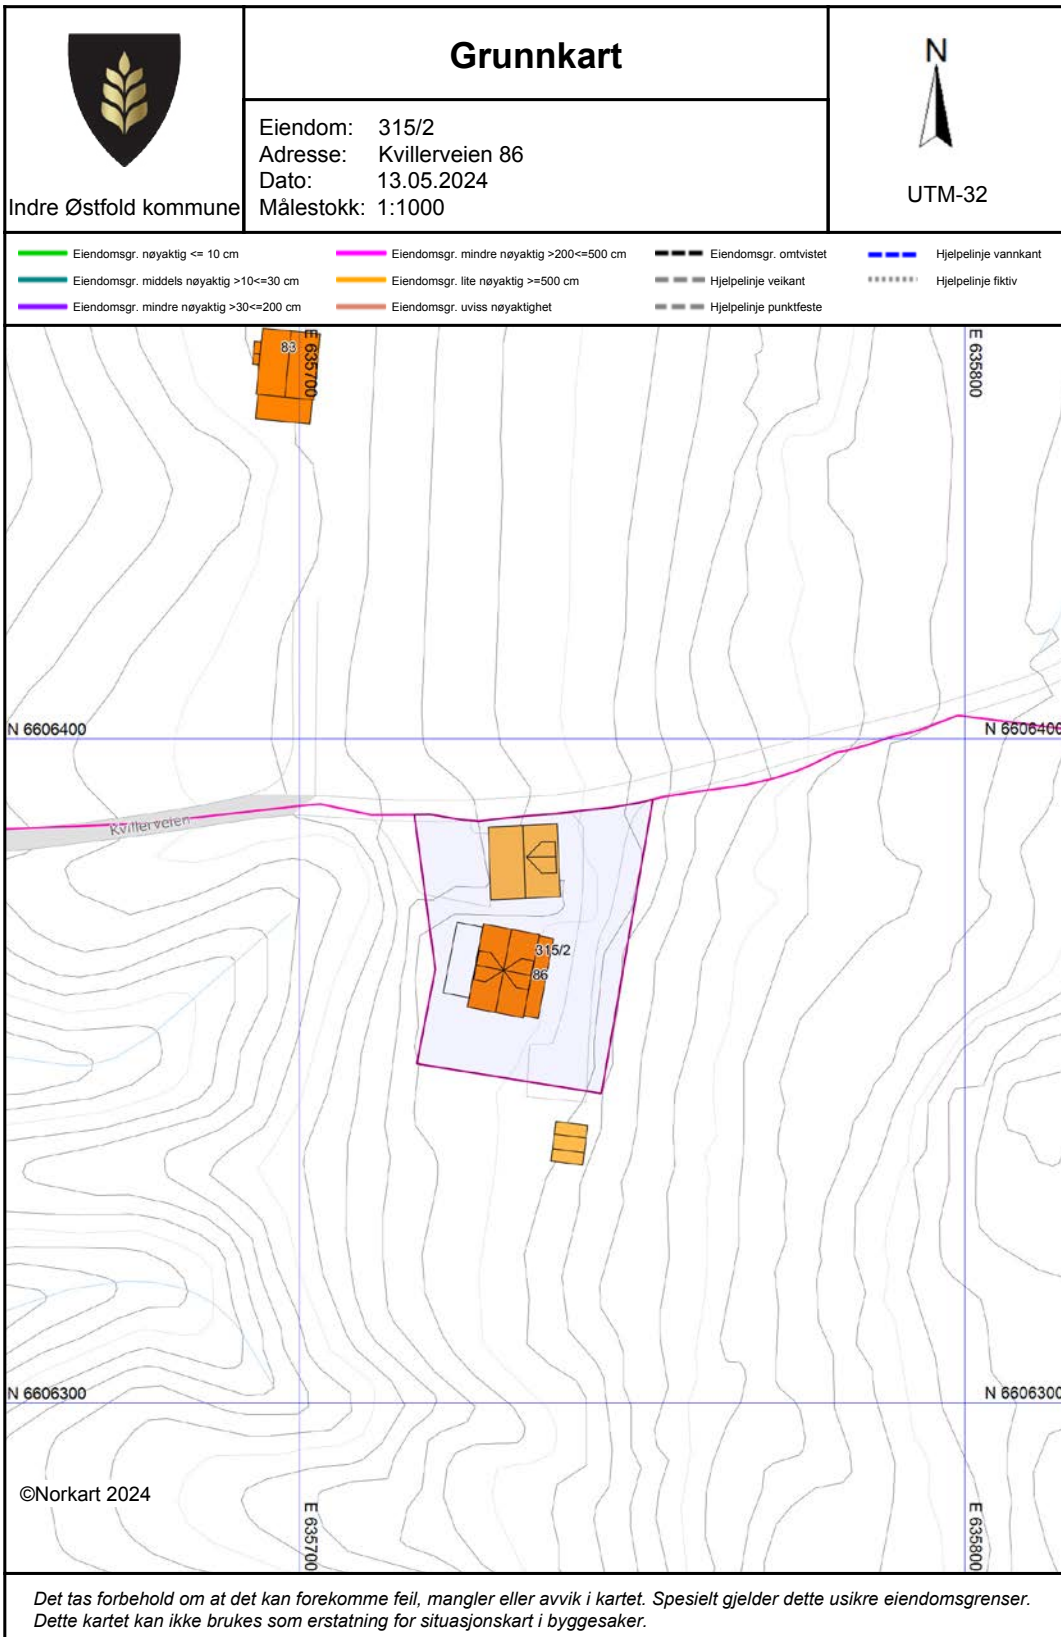 Grunnkart
Indre Østfold kommune
Eiendom: 315/2
Adresse: Kvillerveien 86
Dato: 13.05.2024
Målestokk: 1:1000
N
UTM-32
Eiendomsgr. nøyaktig <= 10 cm
Eiendomsgr. middels nøyaktig >10<=30 cm
Eiendomsgr. mindre nøyaktig >30<=200 cm
Eiendomsgr. mindre nøyaktig >200<=500 cm
Eiendomsgr. lite nøyaktig >=500 cm
Eiendomsgr. uviss nøyaktighet
Eiendomsgr. omtvistet
Hjelpelinje veikant
Hjelpelinje punktfeste
Hjelpelinje vannkant
Hjelpelinje fiktiv
83
E 635700
E 635800
N 6606400
N 6606400
Kvillerveien
315/2
86
N 6606300
N 6606300
©Norkart 2024
E 635700
E 635800
Det tas forbehold om at det kan forekomme feil, mangler eller avvik i kartet. Spesielt gjelder dette usikre eiendomsgrenser.
Dette kartet kan ikke brukes som erstatning for situasjonskart i byggesaker.